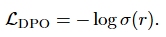 ℒ_DPO = − log σ(r).